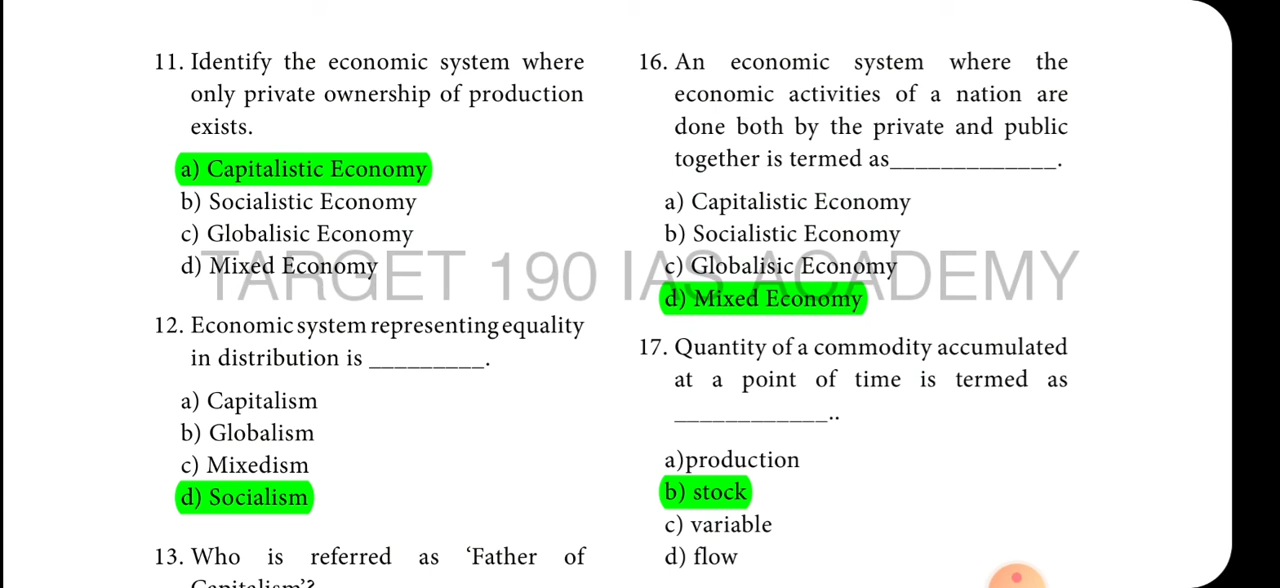 11. Identify the economic system where
only private ownership of production
exists.
a) Capitalistic Economy
b) Socialistic Economy
c) Globalisic Economy
d) Mixed Economy
12. Economic system representing equality
in distribution is _________.
a) Capitalism
b) Globalism
c) Mixedism
d) Socialism
13. Who is referred as ‘Father of
Capitalism’?
16. An economic system where the
economic activities of a nation are
done both by the private and public
together is termed as_____________.
a) Capitalistic Economy
b) Socialistic Economy
c) Globalisic Economy
d) Mixed Economy
17. Quantity of a commodity accumulated
at a point of time is termed as
____________..
a)production
b) stock
c) variable
d) flow
TARGET 190 IAS ACADEMY